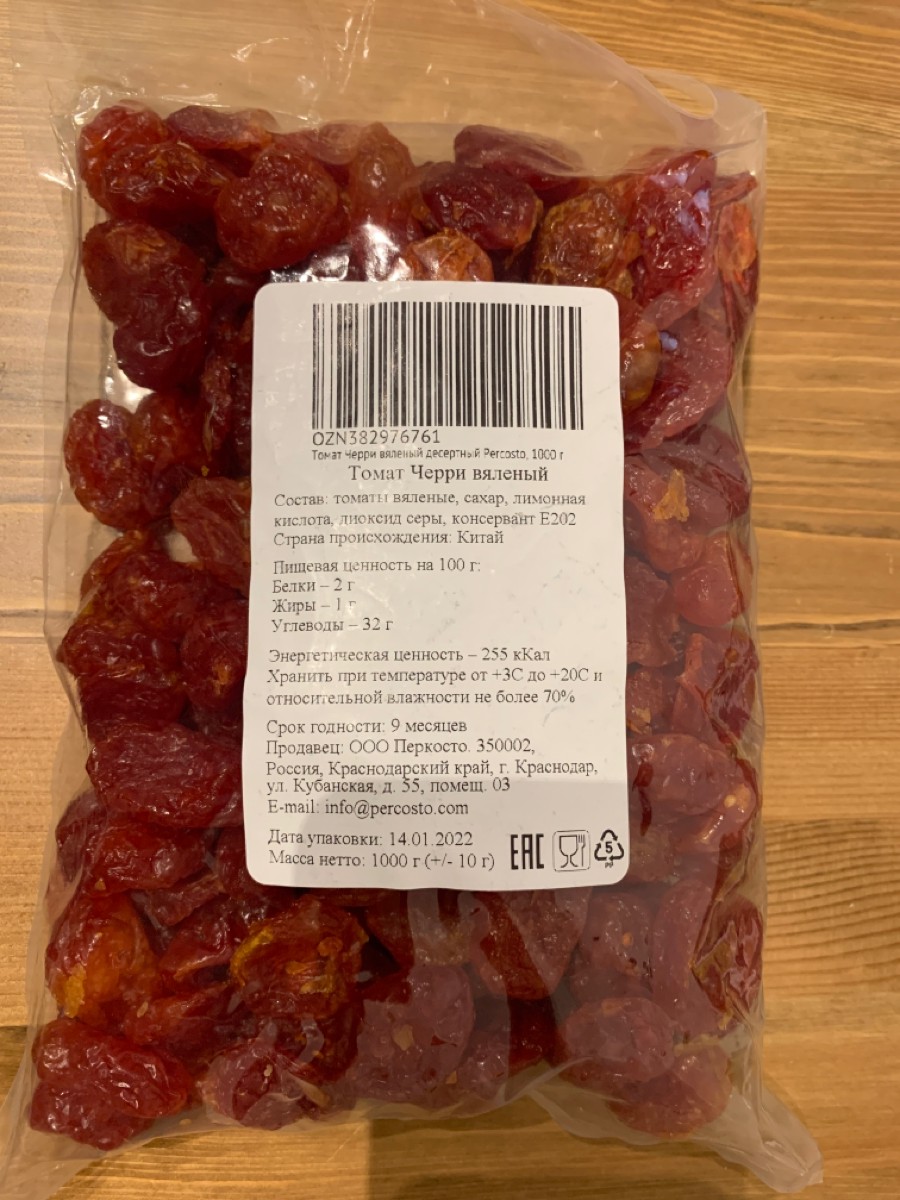 OZN382976761
Томат Черри вяленый десертный Percosto, 1000 г
Томат Черри вяленый
Состав: томаты вяленые, сахар, лимонная
кислота, диоксид серы, консервант Е202
Страна происхождения: Китай
Пищевая ценность на 100 г:
Белки – 2 г
Жиры – 1 г
Углеводы – 32 г
Энергетическая ценность – 255 кКал
Хранить при температуре от +3С до +20С и
относительной влажности не более 70%
Срок годности: 9 месяцев
Продавец: ООО Перкосто. 350002,
Россия, Краснодарский край, г. Краснодар,
ул. Кубанская, д. 55, помещ. 03
E-mail: info@percosto.com
Дата упаковки: 14.01.2022
Масса нетто: 1000 г (+/- 10 г)
EAC
5
PP